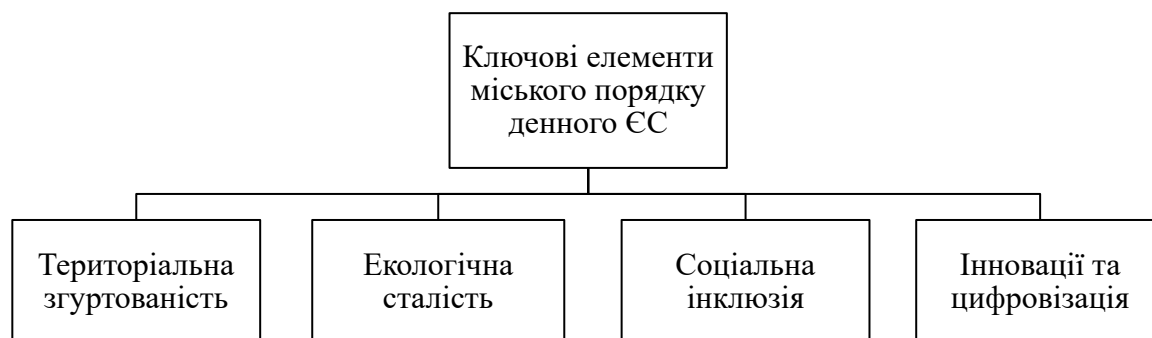 Ключові елементи
міського порядку
денного ЄС
Територіальна
згуртованість
Екологічна
сталість
Соціальна
інклюзія
Інновації та
цифровізація